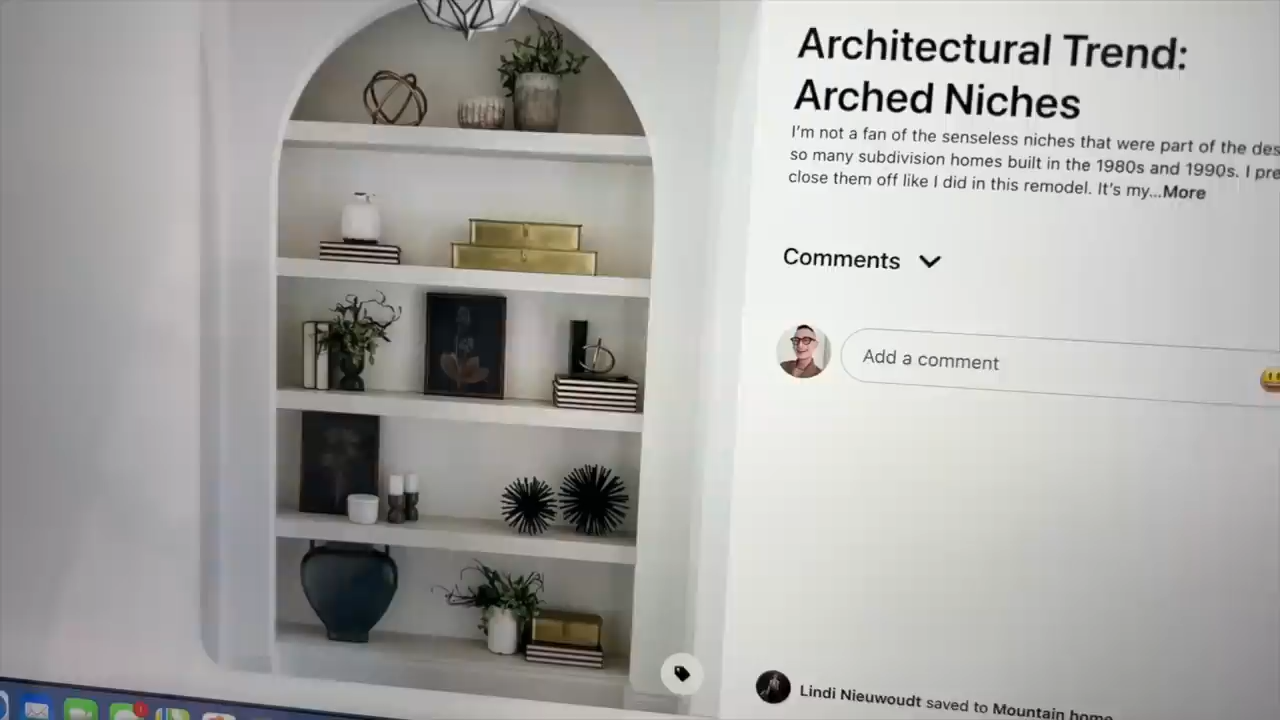 Architectural Trend:
Arched Niches
I'm not a fan of the senseless niches that were part of the des
so many subdivision homes built in the 1980s and 1990s. I pre
close them off like I did in this remodel. It's my...More
Comments
Add a comment
Lindi Nieuwoudt saved to Mountain home